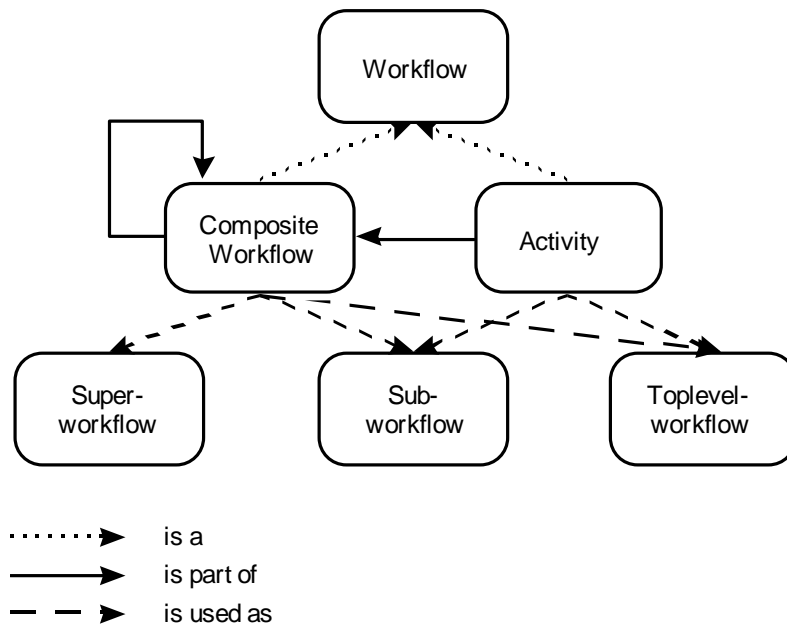 Workflow
Composite
Workflow
Activity
Super-
workflow
Sub-
workflow
Toplevel-
workflow
is a
is part of
is used as